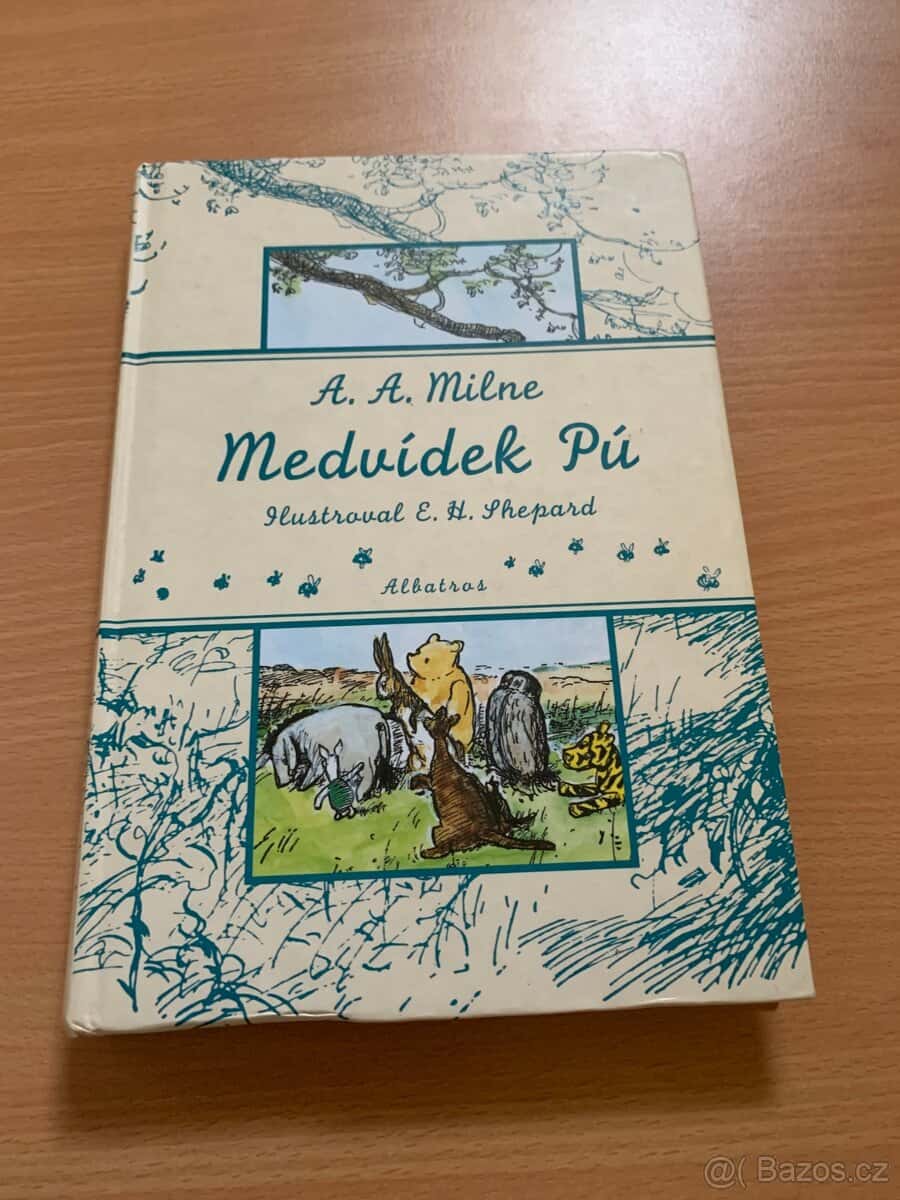 A. A. Milne
Medvídek Pú
Ilustroval E. H. Shepard
Albatros
@( Bazos.cz